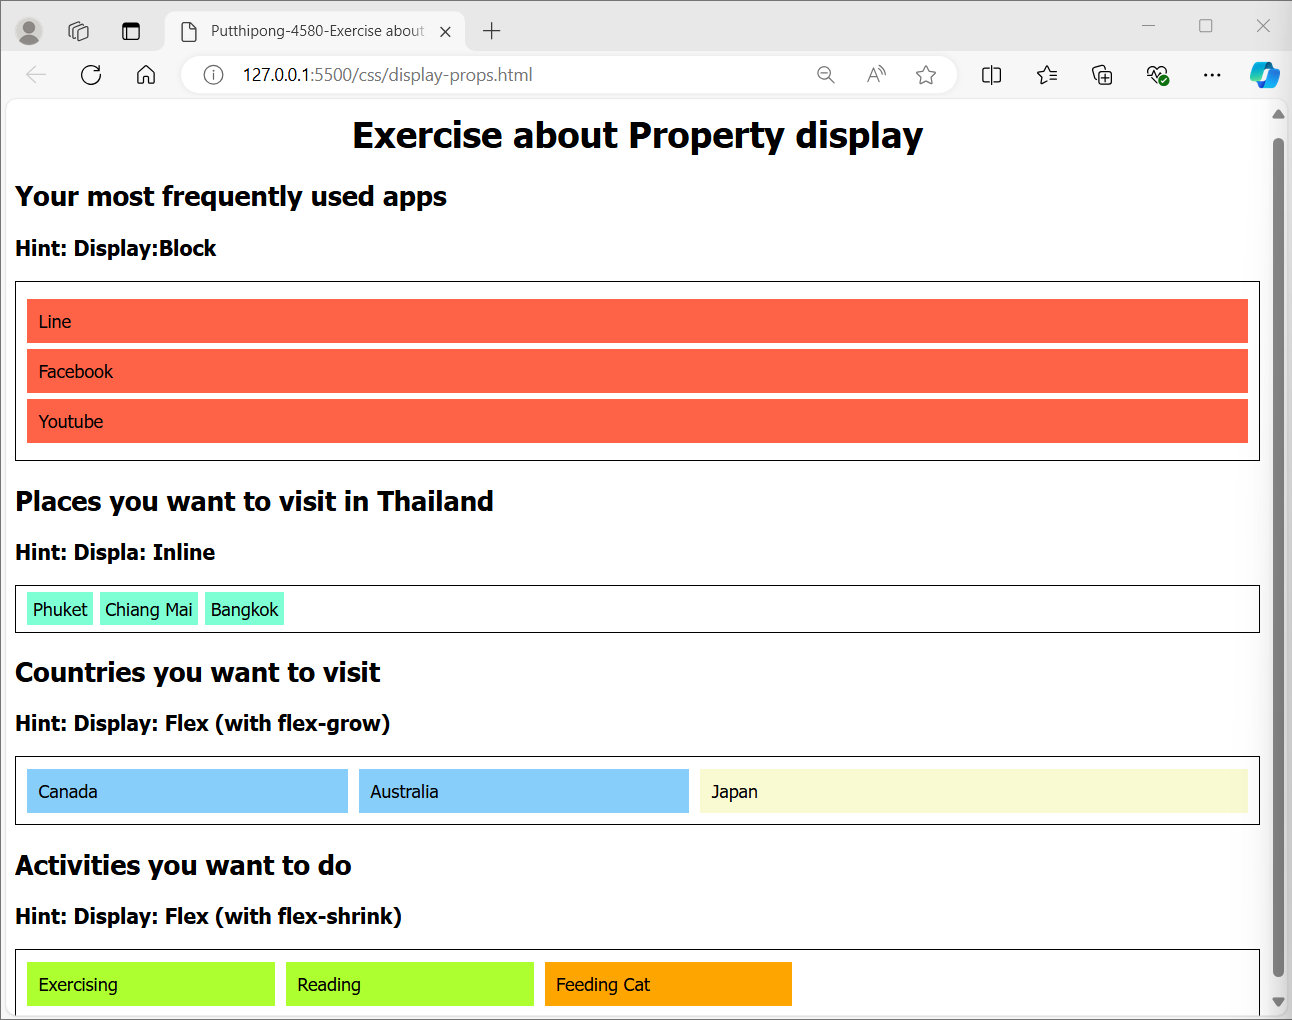 Putthipong-4580-Exercise about
127.0.0.1:5500/css/display-props.html
Exercise about Property display
Your most frequently used apps
Hint: Display:Block
Line
Facebook
Youtube
Places you want to visit in Thailand
Hint: Displa: Inline
Phuket Chiang Mai Bangkok
Countries you want to visit
Hint: Display: Flex (with flex-grow)
Canada Australia Japan
Activities you want to do
Hint: Display: Flex (with flex-shrink)
Exercising Reading Feeding Cat